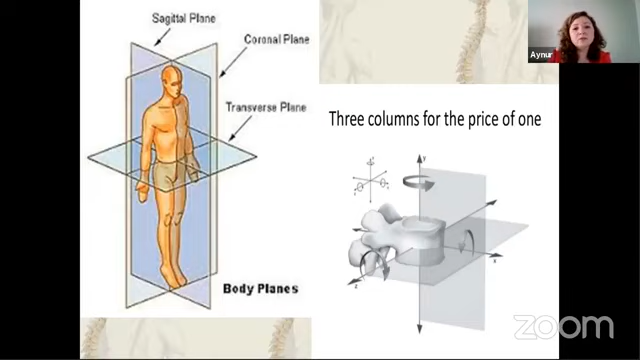 Sagittal Plane
Coronal Plane
Transverse Plane
Body Planes
Three columns for the price of one
y
x
z
Aynur
zoom